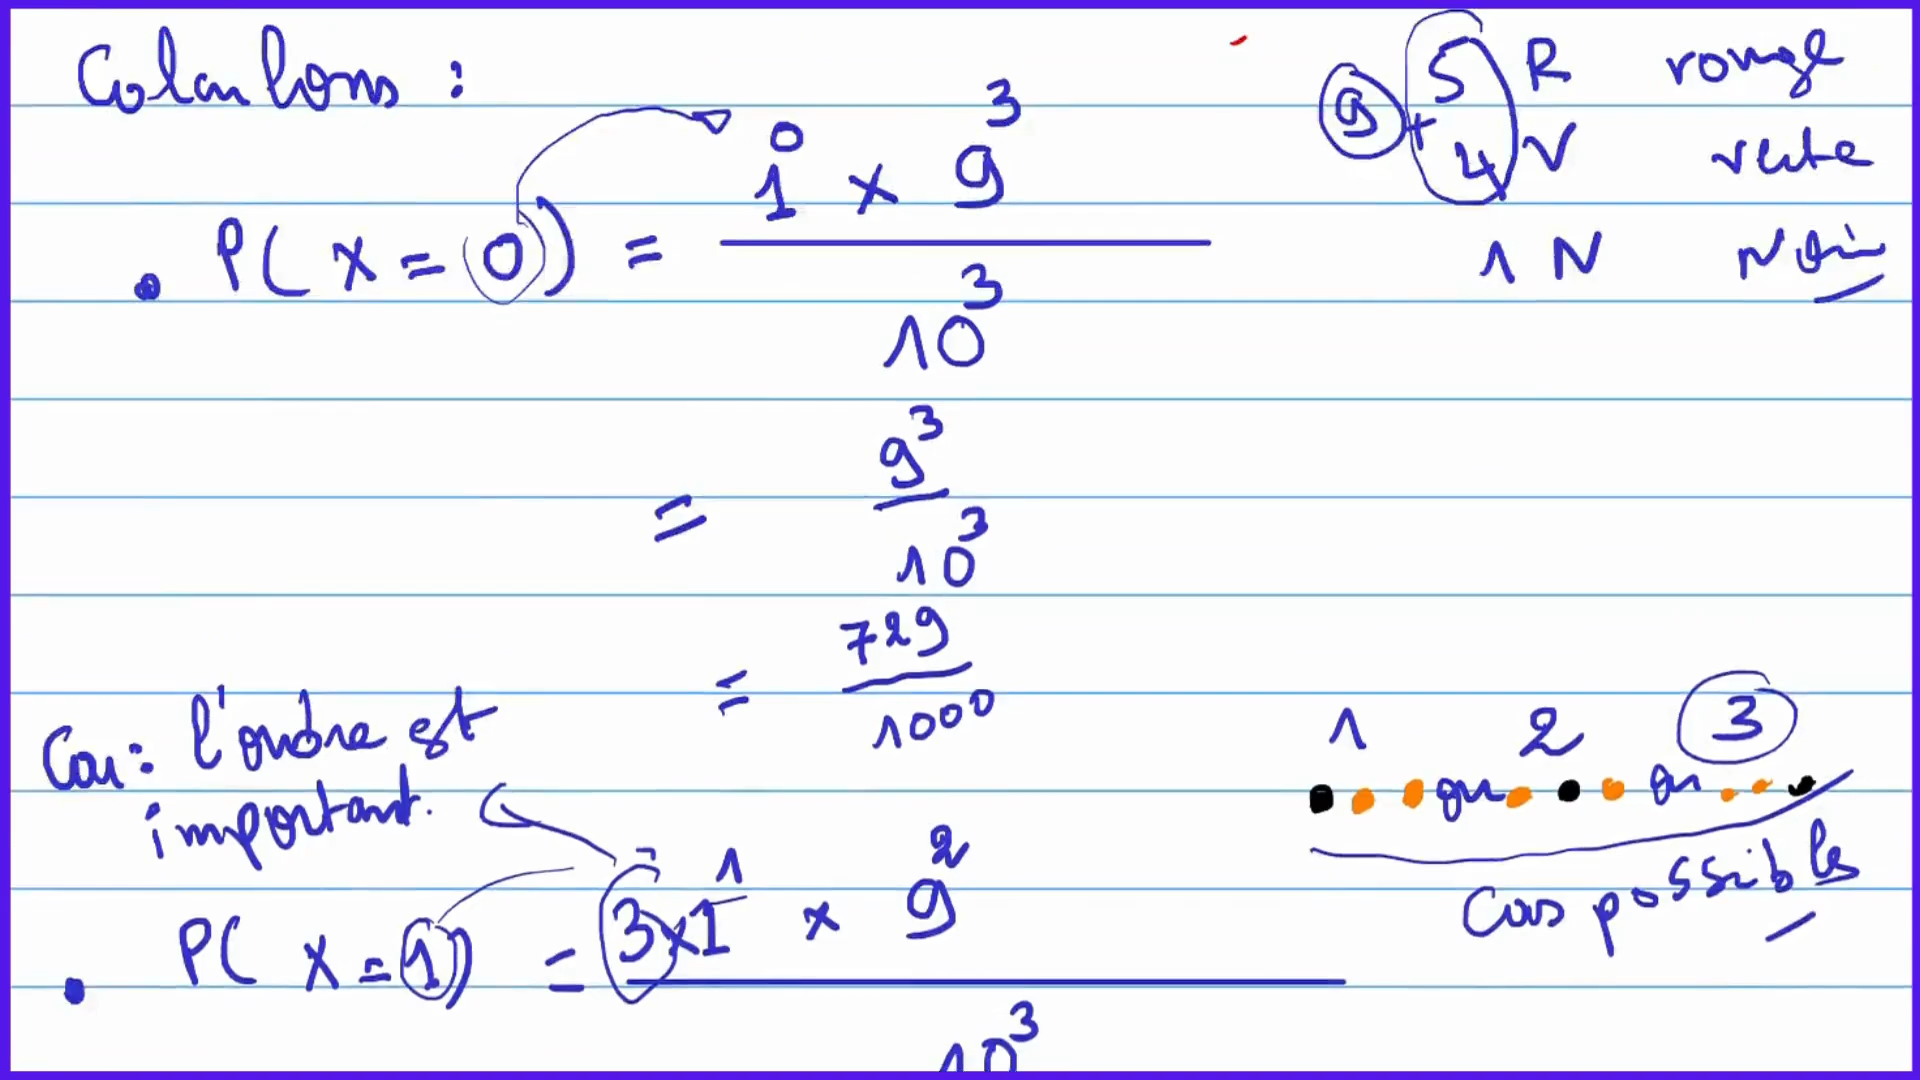 Calculons :
5 R rouge
9 + 4 V verte
1 N Noir
P( X = 0 ) = 1^0 x 9^3
10^3
= 9^3
10^3
= 729
1000
Car : l'ordre est
important.
1 2 3
ou ou
Cas possibles
P( X = 1 ) = 3 x 1^1 x 9^2
10^3